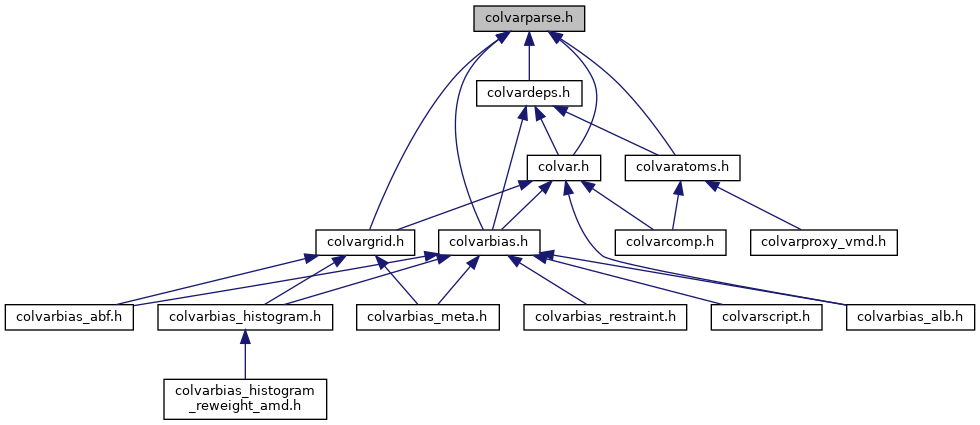 colvarparse.h
colvardeps.h
colvar.h
colvaratoms.h
colvargrid.h
colvarbias.h
colvarcomp.h
colvarproxy_vmd.h
colvarbias_abf.h
colvarbias_histogram.h
colvarbias_meta.h
colvarbias_restraint.h
colvarscript.h
colvarbias_alb.h
colvarbias_histogram
_reweight_amd.h